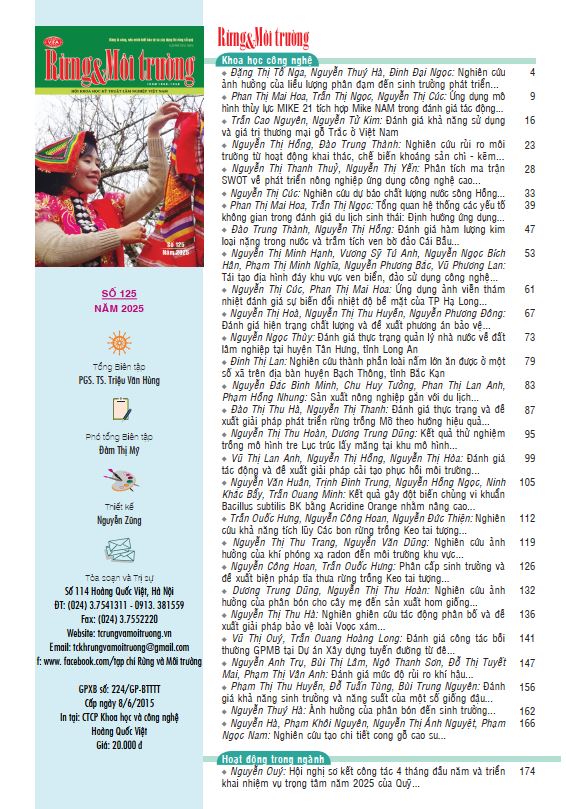 Rừng&Môi trường
HỘI KHOA HỌC KỸ THUẬT LÂM NGHIỆP VIỆT NAM
Số 125
Năm 2025
SỐ 125
NĂM 2025
Tổng Biên tập
PGS. TS. Triệu Văn Hùng
Phó tổng Biên tập
Đàm Thị Mỹ
Thiết kế
Nguyễn Zũng
Tòa soạn và Trị sự
Số 114 Hoàng Quốc Việt, Hà Nội
ĐT: (024) 3.7541311 - 0913. 381559
Fax: (024) 3.7552220
Website: tcrungvamoitruong.vn
Email: tckhrungvamoitruong@gmail.com
f: www. facebook.com/tạp chí Rừng và Môi trường
GPXB số: 224/GP-BTTTT
Cấp ngày 8/6/2015
In tại: CTCP Khoa học và công nghệ
Hoàng Quốc Việt
Giá: 20.000 đ
Rừng&Môi trường
Khoa học công nghệ
Đặng Thị Tố Nga, Nguyễn Thuý Hà, Đinh Đại Ngọc: Nghiên cứu 4
ảnh hưởng của liều lượng phân đạm đến sinh trưởng phát triển...
Phan Thị Mai Hoa, Trần Thị Ngọc, Nguyễn Thị Cúc: Ứng dụng mô 9
hình thủy lực MIKE 21 tích hợp Mike NAM trong đánh giá tác động...
Trần Cao Nguyên, Nguyễn Tử Kim: Đánh giá khả năng sử dụng 16
và giá trị thương mại gỗ Trắc ở Việt Nam
Nguyễn Thị Hồng, Đào Trung Thành: Nghiên cứu rủi ro môi 23
trường từ hoạt động khai thác, chế biến khoáng sản chì - kẽm...
Nguyễn Thị Thanh Thuỷ, Nguyễn Thị Yến: Phân tích ma trận 28
SWOT về phát triển nông nghiệp ứng dụng công nghệ cao...
Nguyễn Thị Cúc: Nghiên cứu dự báo chất lượng nước sông Hồng... 33
Phan Thị Mai Hoa, Trần Thị Ngọc: Tổng quan hệ thống các yếu tố 39
không gian trong đánh giá du lịch sinh thái: Định hướng ứng dụng...
Đào Trung Thành, Nguyễn Thị Hồng: Đánh giá hàm lượng kim 47
loại nặng trong nước và trầm tích ven bờ đảo Cái Bầu...
Nguyễn Thị Minh Hạnh, Vương Sỹ Tứ Anh, Nguyễn Ngọc Bích 53
Hân, Phạm Thị Minh Nghĩa, Nguyễn Phương Bắc, Vũ Phương Lan:
Tái tạo địa hình đáy khu vực ven biển, đảo sử dụng công nghệ...
Nguyễn Thị Cúc, Phan Thị Mai Hoa: Ứng dụng ảnh viễn thám 61
nhiệt đánh giá sự biến đổi nhiệt độ bề mặt của TP Hạ Long...
Nguyễn Thị Hoà, Nguyễn Thị Thu Huyền, Nguyễn Phương Đông: 67
Đánh giá hiện trạng chất lượng và đề xuất phương án bảo vệ...
Nguyễn Ngọc Thùy: Đánh giá thực trạng quản lý nhà nước về đất 73
lâm nghiệp tại huyện Tân Hưng, tỉnh Long An
Đinh Thị Lan: Nghiên cứu thành phần loài nấm lớn ăn được ở một 79
số xã trên địa bàn huyện Bạch Thông, tỉnh Bắc Kạn
Nguyễn Đắc Bình Minh, Chu Huy Tưởng, Phan Thị Lan Anh, 83
Phạm Hồng Nhung: Sản xuất nông nghiệp gắn với du lịch...
Đào Thị Thu Hà, Nguyễn Thị Thanh: Đánh giá thực trạng và đề 87
xuất giải pháp phát triển rừng trồng Mỡ theo hướng hiệu quả...
Nguyễn Thị Thu Hoàn, Dương Trung Dũng: Kết quả thử nghiệm 95
trồng mô hình tre Lục trúc lấy măng tại khu mô hình...
Vũ Thị Lan Anh, Nguyễn Thị Hồng, Nguyễn Thị Hòa: Đánh giá 99
tác động và đề xuất giải pháp cải tạo phục hồi môi trường...
Nguyễn Văn Huân, Trịnh Đình Trung, Nguyễn Hồng Ngọc, Ninh 105
Khắc Bẩy, Trần Quang Minh: Kết quả gây đột biến chủng vi khuẩn
Bacillus subtilis BK bằng Acridine Orange nhằm nâng cao...
Trần Quốc Hưng, Nguyễn Công Hoan, Nguyễn Đức Thiện: Nghiên 112
cứu khả năng tích lũy Các bon rừng trồng Keo tai tượng...
Nguyễn Thị Thu Trang, Nguyễn Văn Dũng: Nghiên cứu ảnh 119
hưởng của khí phóng xạ radon đến môi trường khu vực...
Nguyễn Công Hoan, Trần Quốc Hưng: Phân cấp sinh trưởng và 126
đề xuất biện pháp tỉa thưa rừng trồng Keo tai tượng...
Dương Trung Dũng, Nguyễn Thị Thu Hoàn: Nghiên cứu ảnh 132
hưởng của phân bón cho cây mẹ đến sản xuất hom giống...
Nguyễn Thị Thu Hà: Nghiên ghiên cứu tác động phân bố và đề 136
xuất giải pháp bảo vệ loài Voọc xám...
Vũ Thị Quý, Trần Quang Hoàng Long: Đánh giá công tác bồi 141
thường GPMB tại Dự án Xây dựng tuyến đường từ đê...
Nguyễn Anh Trụ, Bùi Thị Lâm, Ngô Thanh Sơn, Đỗ Thị Tuyết 147
Mai, Phạm Thị Vân Anh: Đánh giá mức độ rủi ro khí hậu...
Phạm Thị Thu Huyền, Đỗ Tuấn Tùng, Bùi Trung Nguyên: Đánh 156
giá khả năng sinh trưởng và năng suất của một số giống đậu...
Nguyễn Thuý Hà: Ảnh hưởng của phân bón đến sinh trưởng... 162
Nguyễn Hà, Phạm Khôi Nguyên, Nguyễn Thị Ánh Nguyệt, Phạm 166
Ngọc Nam: Nghiên cứu tạo chi tiết cong gỗ cao su...
Hoạt động trong ngành
Nguyễn Quý: Hội nghị sơ kết công tác 4 tháng đầu năm và triển 174
khai nhiệm vụ trọng tâm năm 2025 của Quỹ...